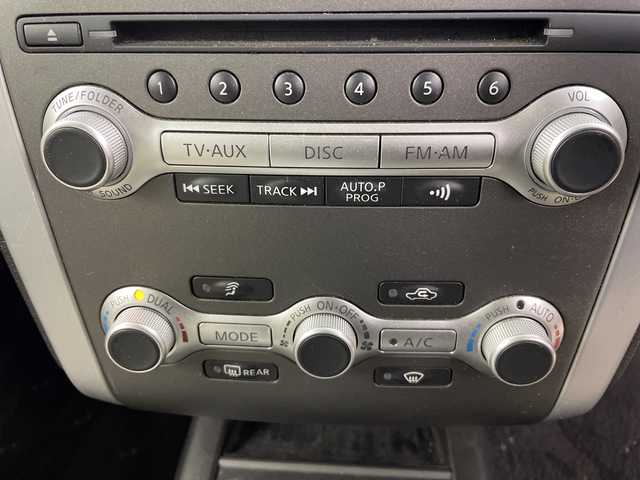 1 2 3 4 5 6
TUNE/FOLDER
SOUND
TV·AUX DISC FM·AM
VOL
PUSH ON·
SEEK TRACK AUTO.P
PROG
PUSH DUAL
MODE
PUSH ON·OFF
A/C
PUSH AUTO
REAR